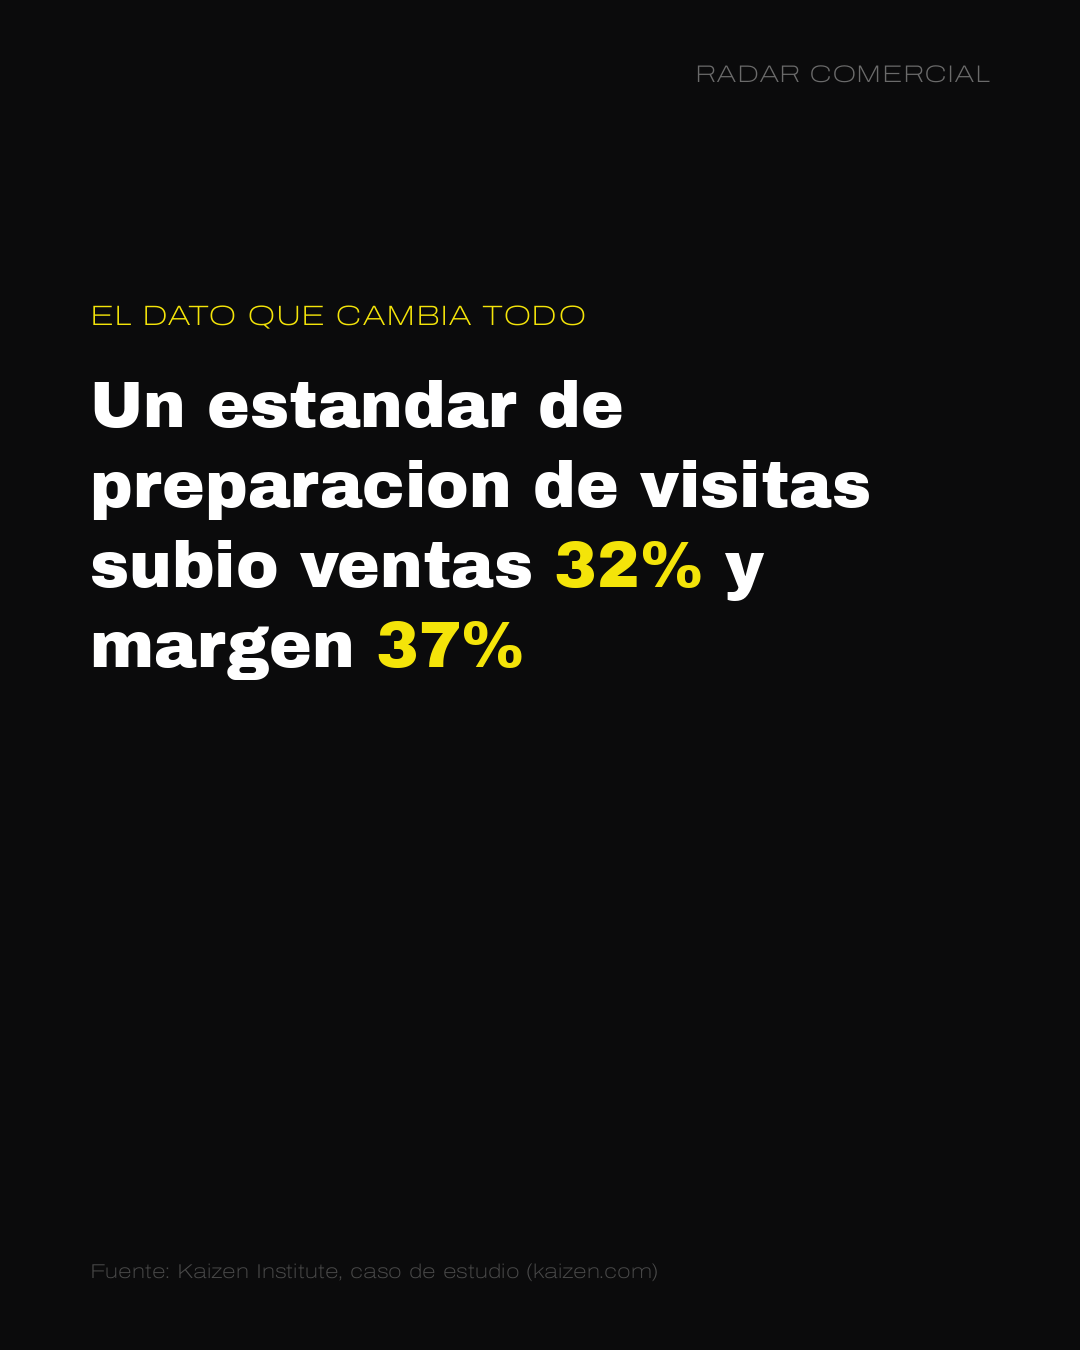 RADAR COMERCIAL
EL DATO QUE CAMBIA TODO
Un estandar de
preparacion de visitas
subio ventas 32% y
margen 37%
Fuente: Kaizen Institute, caso de estudio (kaizen.com)